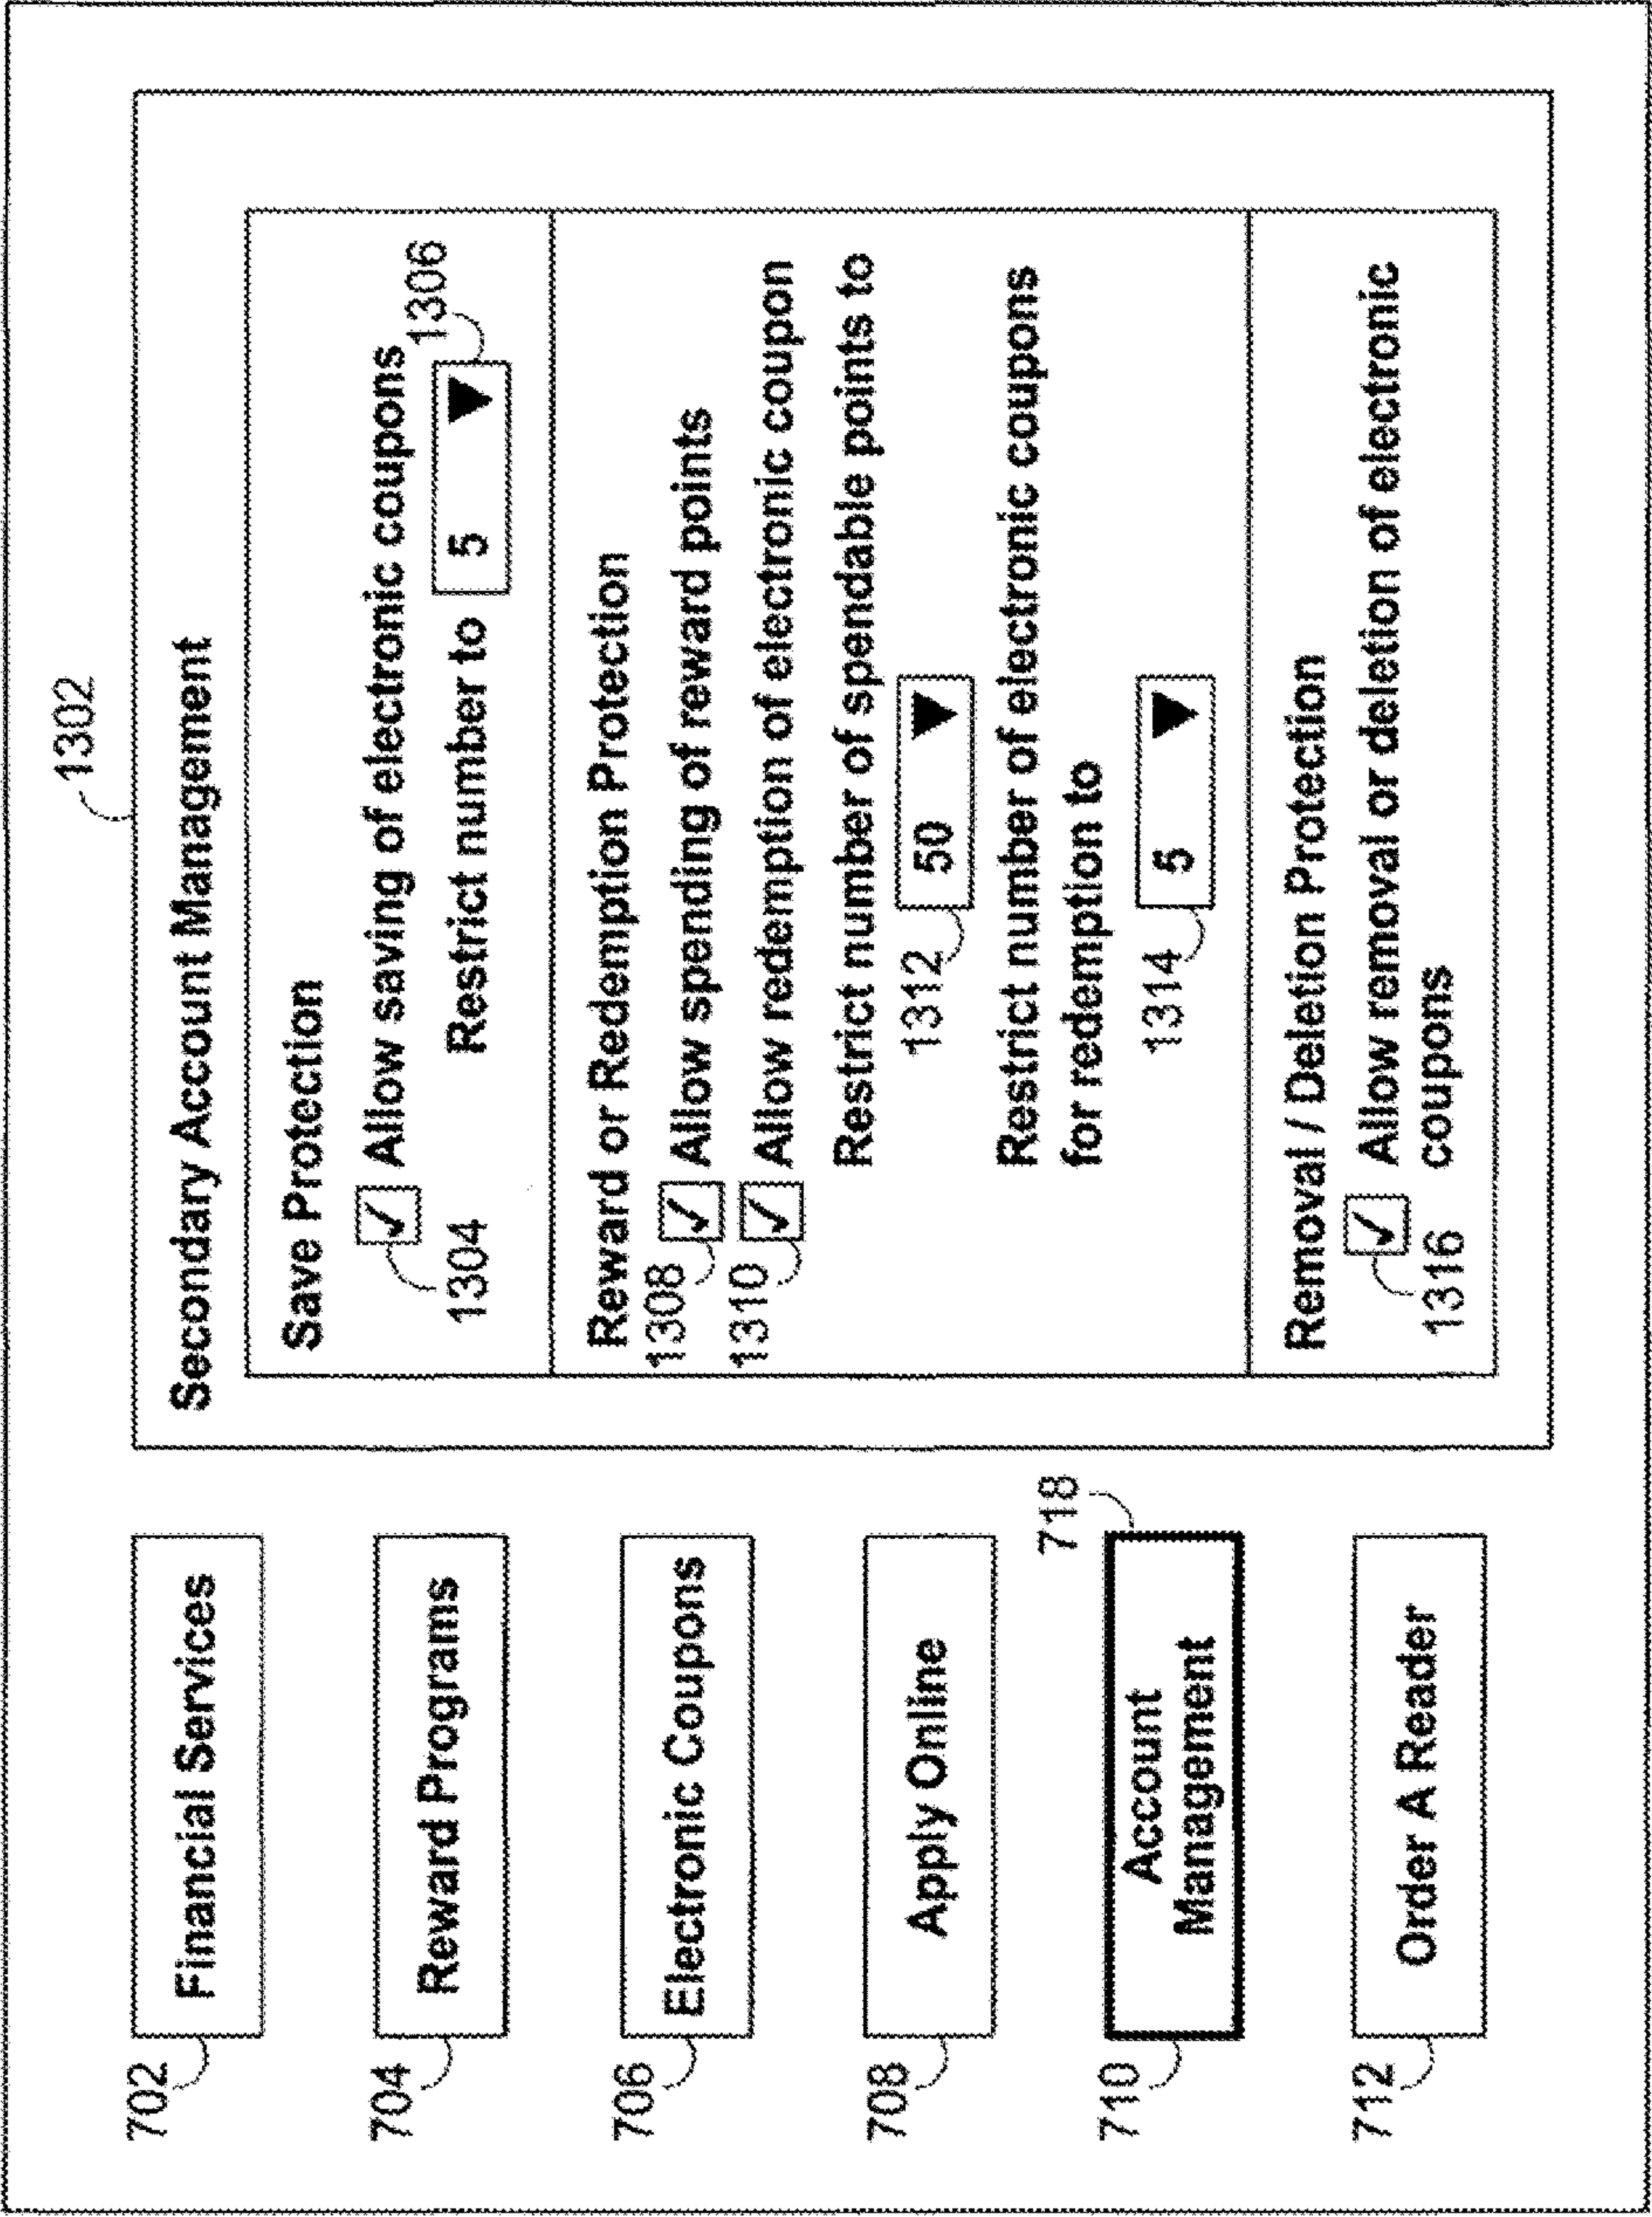 702
Financial Services
704
Reward Programs
706
Electronic Coupons
708
Apply Online
718
710
Account
Management
712
Order A Reader
1302
Secondary Account Management
Save Protection
✓ Allow saving of electronic coupons
1304
Restrict number to 5 ▼
1306
Reward or Redemption Protection
1308
✓ Allow spending of reward points
1310
✓ Allow redemption of electronic coupon
Restrict number of spendable points to
1312
50 ▼
Restrict number of electronic coupons
for redemption to
1314
5 ▼
Removal / Deletion Protection
✓ Allow removal or deletion of electronic
coupons
1316